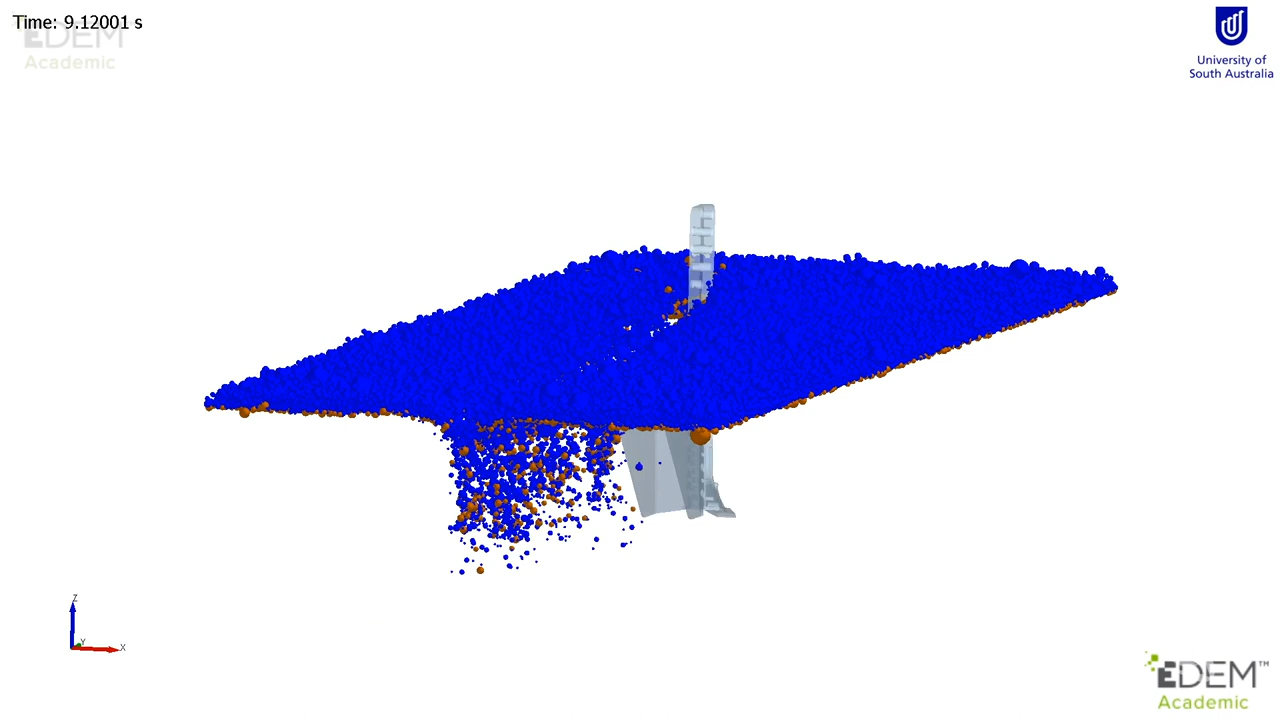 Time: 9.12001 s
EDEM
Academic
University of
South Australia
Z
Y
X
EDEM™
Academic